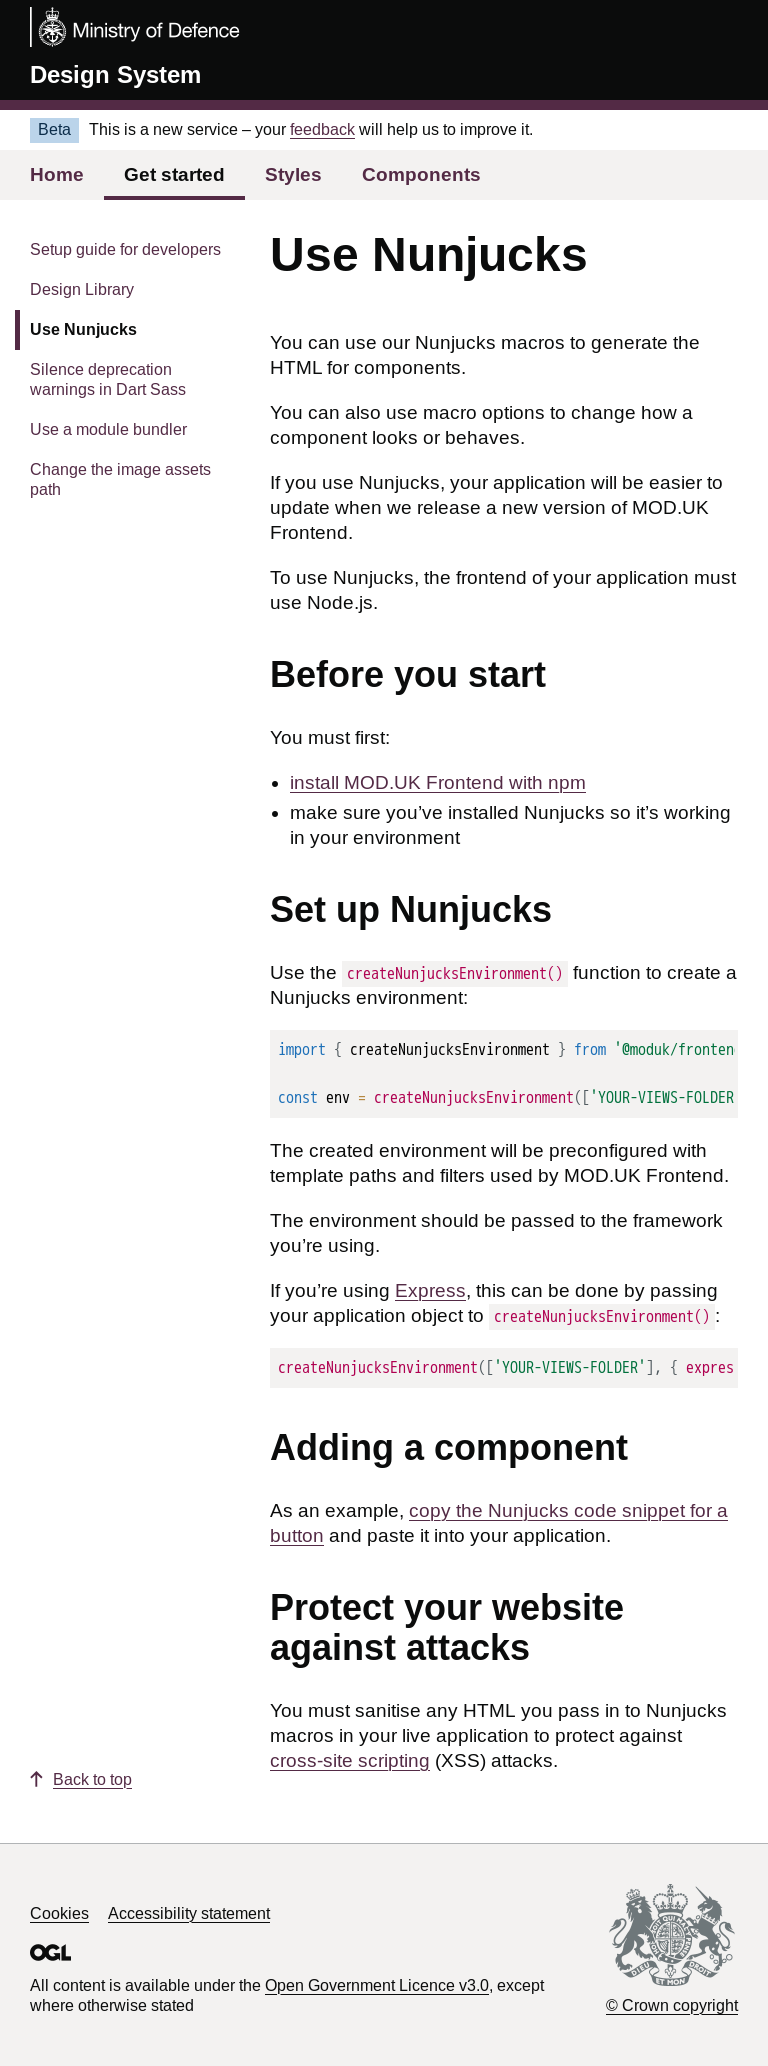 Ministry of Defence
Design System
Beta This is a new service – your feedback will help us to improve it.
Home Get started Styles Components
Setup guide for developers
Design Library
Use Nunjucks
Silence deprecation
warnings in Dart Sass
Use a module bundler
Change the image assets
path
Use Nunjucks
You can use our Nunjucks macros to generate the
HTML for components.
You can also use macro options to change how a
component looks or behaves.
If you use Nunjucks, your application will be easier to
update when we release a new version of MOD.UK
Frontend.
To use Nunjucks, the frontend of your application must
use Node.js.
Before you start
You must first:
• install MOD.UK Frontend with npm
• make sure you’ve installed Nunjucks so it’s working
in your environment
Set up Nunjucks
Use the createNunjucksEnvironment() function to create a
Nunjucks environment:
import { createNunjucksEnvironment } from '@moduk/fronten
const env = createNunjucksEnvironment(['YOUR-VIEWS-FOLDER
The created environment will be preconfigured with
template paths and filters used by MOD.UK Frontend.
The environment should be passed to the framework
you’re using.
If you’re using Express, this can be done by passing
your application object to createNunjucksEnvironment() :
createNunjucksEnvironment(['YOUR-VIEWS-FOLDER'], { expres
Adding a component
As an example, copy the Nunjucks code snippet for a
button and paste it into your application.
Protect your website
against attacks
You must sanitise any HTML you pass in to Nunjucks
macros in your live application to protect against
cross-site scripting (XSS) attacks.
Back to top
Cookies Accessibility statement
OGL
All content is available under the Open Government Licence v3.0, except
where otherwise stated
© Crown copyright